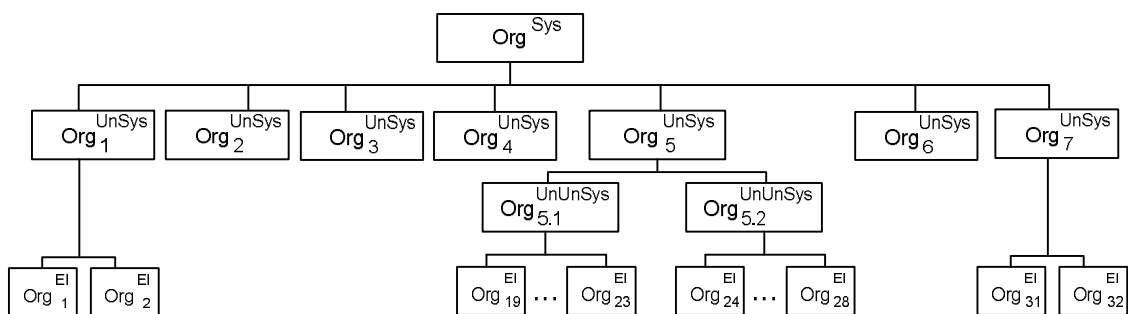 Org Sys
Org 1 UnSys
Org 2 UnSys
Org 3 UnSys
Org 4 UnSys
Org 5 UnSys
Org 6 UnSys
Org 7 UnSys
Org 5.1 UnUnSys
Org 5.2 UnUnSys
Org 1 El
Org 2 El
Org 19 El
...
Org 23 El
Org 24 El
...
Org 28 El
Org 31 El
Org 32 El